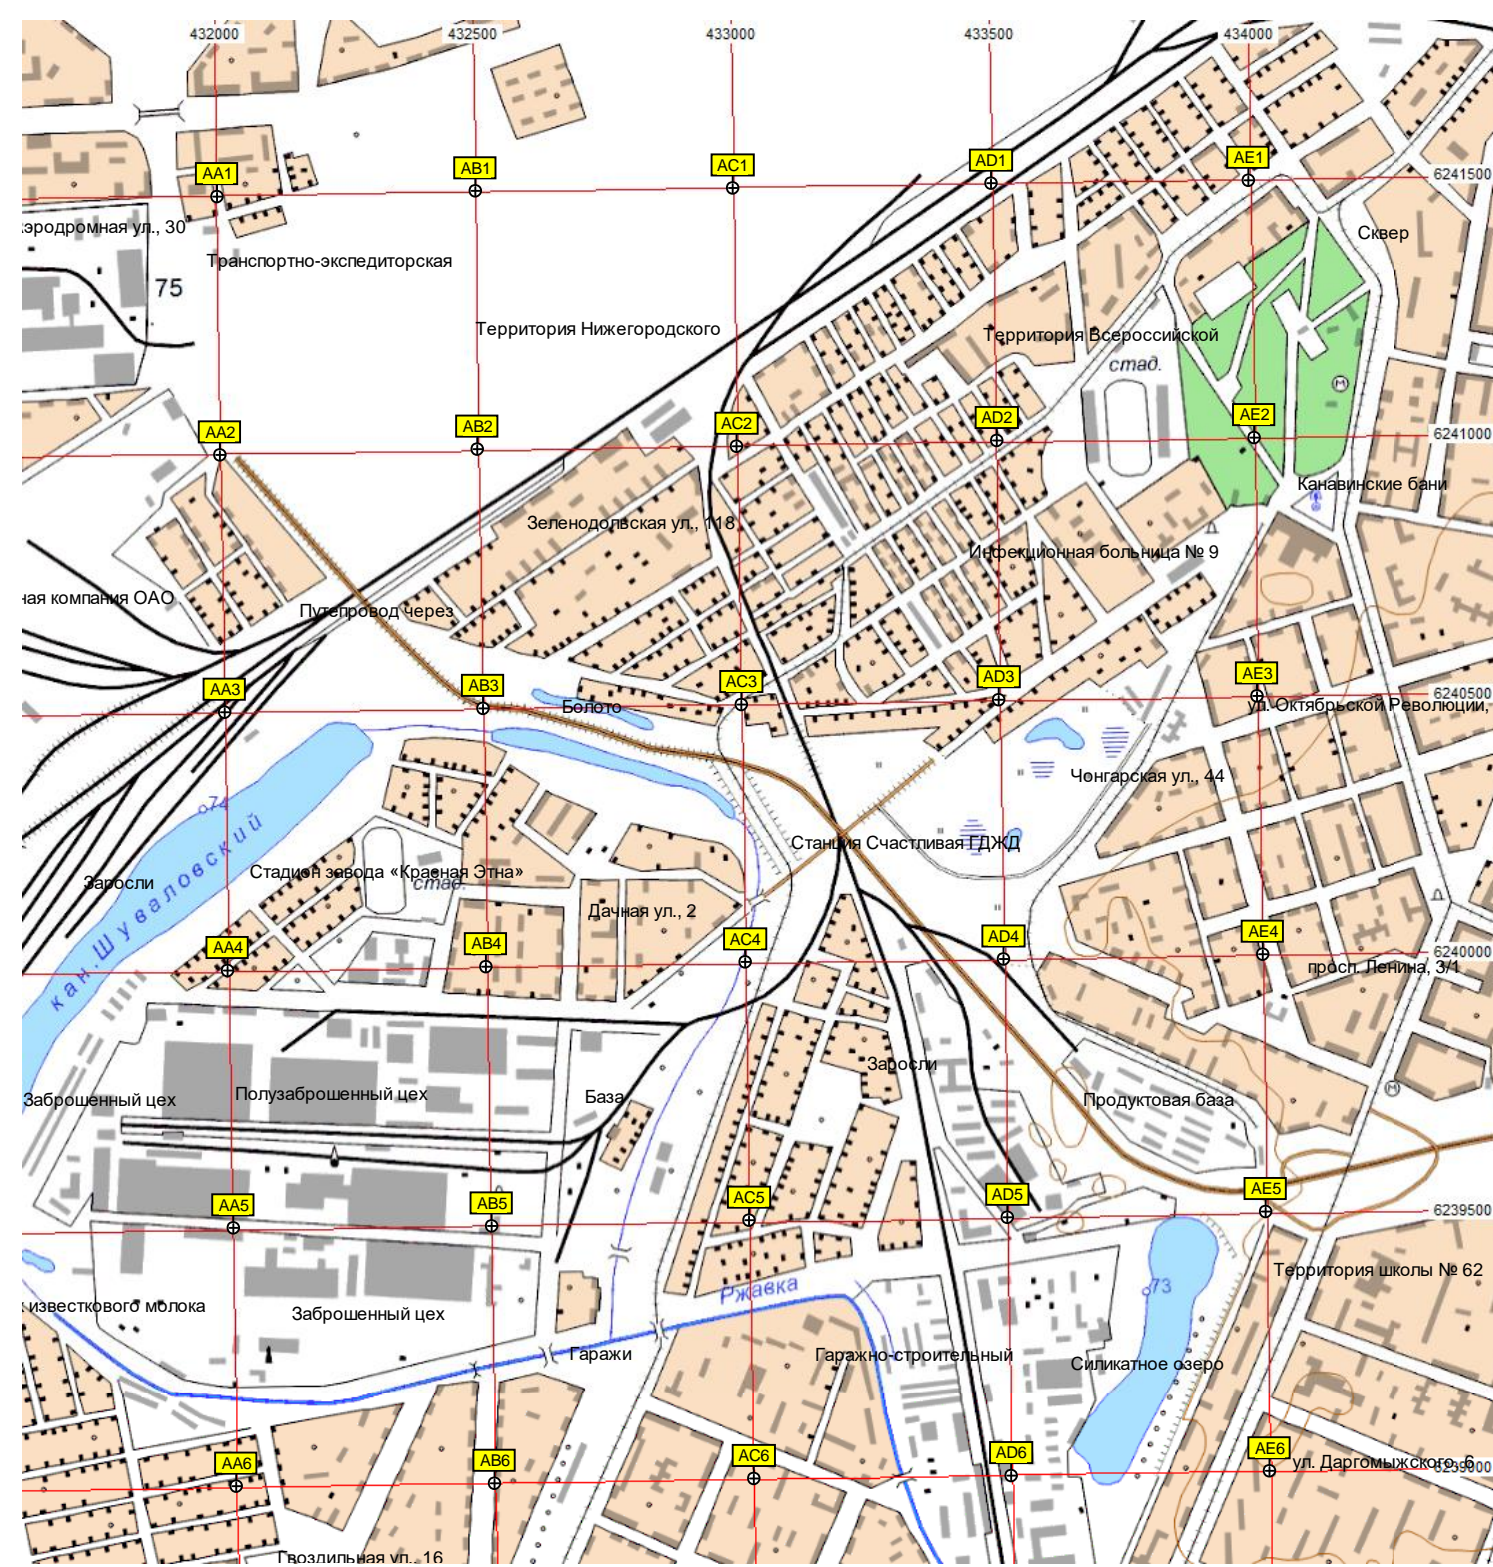 432000
432500
433000
433500
434000
AA1
AB1
AC1
AD1
AE1
6241500
эродромная ул., 30
Сквер
Транспортно-экспедиторская
75
Территория Нижегородского
Территория Всероссийской
стад.
М
AA2
AB2
AC2
AD2
AE2
6241000
Канавинские бани
Инфекционная больница № 9
ная компания ОАО
Путепровод через
AA3
AB3
AC3
AD3
AE3
6240500
Болото
ул. Октябрьской Революции,
Чонгарская ул., 44
74
кан. Шуваловский
Станция Счастливая ГДЖД
Заросли
Стадион завода «Красная Этна»
стад.
Дачная ул., 2
AA4
AB4
AC4
AD4
AE4
6240000
просп. Ленина, 3/1
Заросли
Заброшенный цех
Полузаброшенный цех
База
Продуктовая база
М
AA5
AB5
AC5
AD5
AE5
6239500
Территория школы № 62
73
Ржавка
известкового молока
Заброшенный цех
Гаражи
Гаражно-строительный
Силикатное озеро
AA6
AB6
AC6
AD6
AE6
ул. Даргомыжского, 6
6239000
Гвоздильная ул., 16